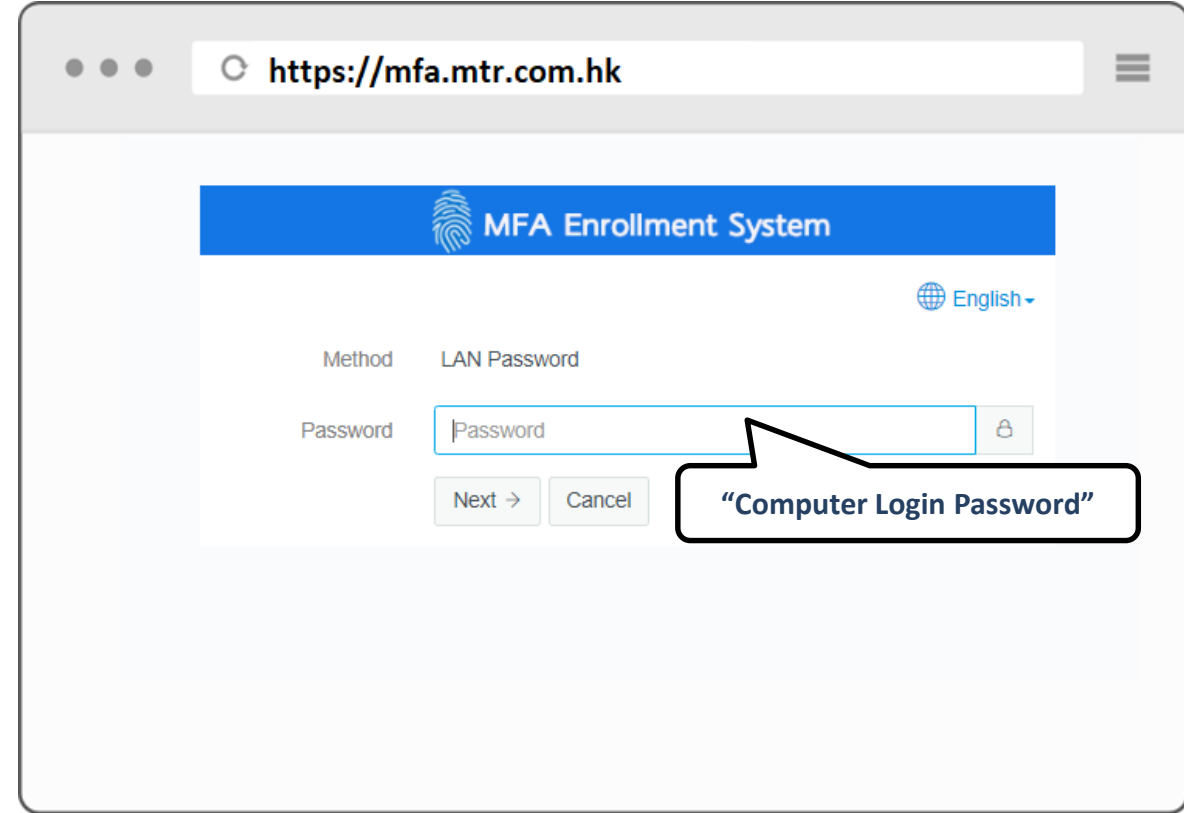 https://mfa.mtr.com.hk
MFA Enrollment System
English
Method LAN Password
Password Password
Next → Cancel
“Computer Login Password”